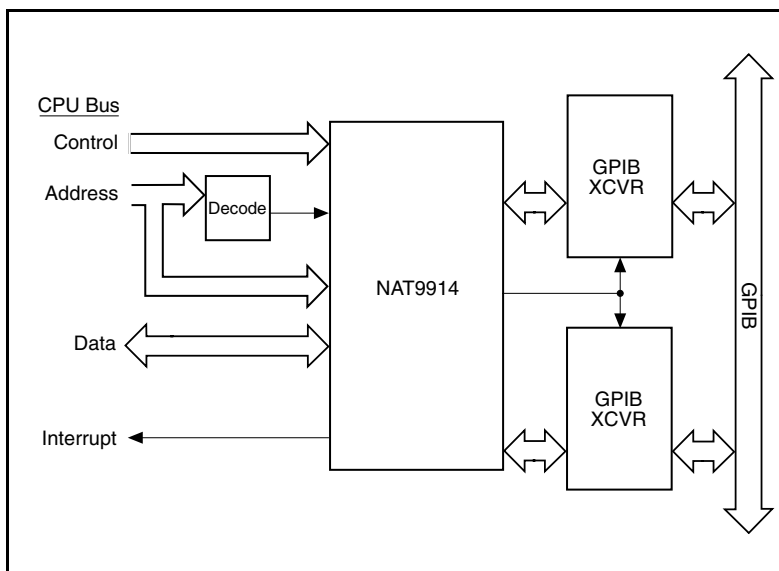 CPU Bus
Control
Address
Decode
Data
Interrupt
NAT9914
GPIB
XCVR
GPIB
XCVR
GPIB